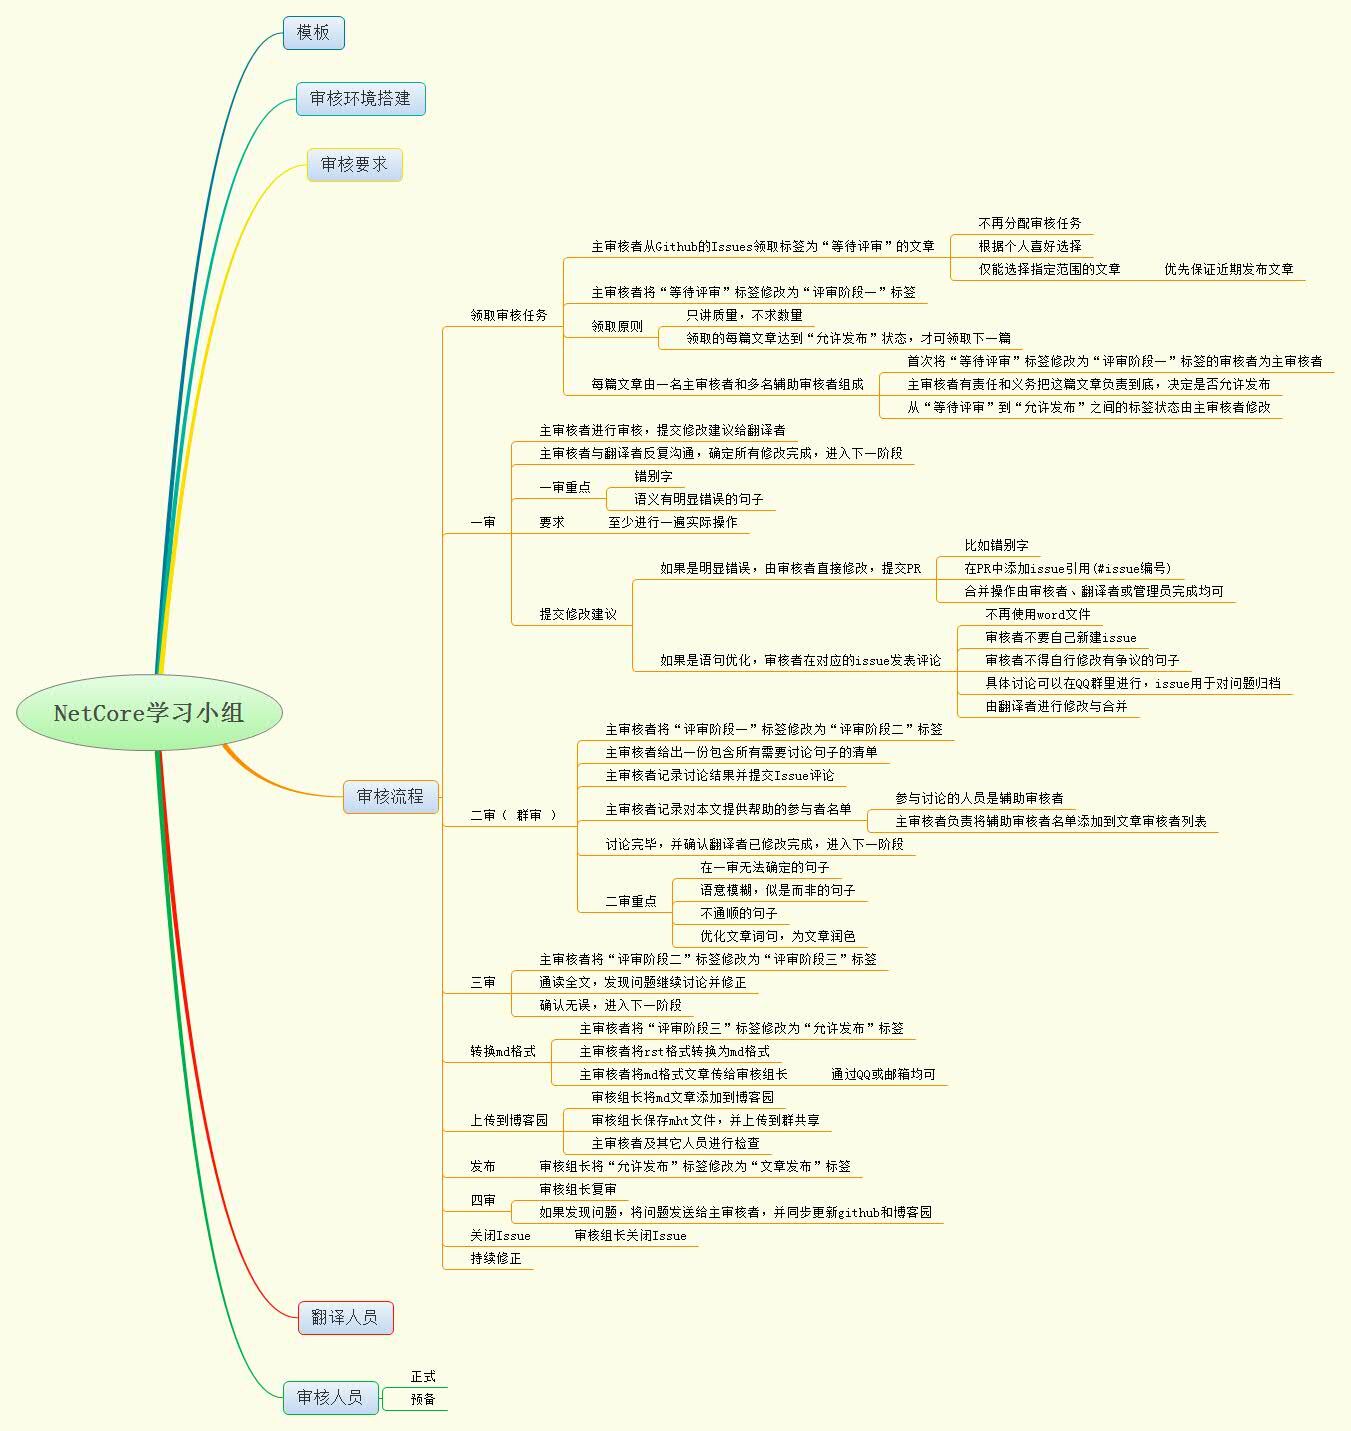 模板
审核环境搭建
审核要求
NetCore学习小组
审核流程
领取审核任务
主审核者从Github的Issues领取标签为“等待评审”的文章
不再分配审核任务
根据个人喜好选择
仅能选择指定范围的文章
优先保证近期发布文章
主审核者将“等待评审”标签修改为“评审阶段一”标签
领取原则
只讲质量，不求数量
领取的每篇文章达到“允许发布”状态，才可领取下一篇
每篇文章由一名主审核者和多名辅助审核者组成
首次将“等待评审”标签修改为“评审阶段一”标签的审核者为主审核者
主审核者有责任和义务把这篇文章负责到底，决定是否允许发布
从“等待评审”到“允许发布”之间的标签状态由主审核者修改
一审
主审核者进行审核，提交修改建议给翻译者
主审核者与翻译者反复沟通，确定所有修改完成，进入下一阶段
一审重点
错别字
语义有明显错误的句子
要求
至少进行一遍实际操作
提交修改建议
如果是明显错误，由审核者直接修改，提交PR
比如错别字
在PR中添加issue引用(#issue编号)
合并操作由审核者、翻译者或管理员完成均可
如果是语句优化，审核者在对应的issue发表评论
不再使用word文件
审核者不要自己新建issue
审核者不得自行修改有争议的句子
具体讨论可以在QQ群里进行，issue用于对问题归档
由翻译者进行修改与合并
二审（ 群审 ）
主审核者将“评审阶段一”标签修改为“评审阶段二”标签
主审核者给出一份包含所有需要讨论句子的清单
主审核者记录讨论结果并提交Issue评论
主审核者记录对本文提供帮助的参与者名单
参与讨论的人员是辅助审核者
主审核者负责将辅助审核者名单添加到文章审核者列表
讨论完毕，并确认翻译者已修改完成，进入下一阶段
二审重点
在一审无法确定的句子
语意模糊，似是而非的句子
不通顺的句子
优化文章词句，为文章润色
三审
主审核者将“评审阶段二”标签修改为“评审阶段三”标签
通读全文，发现问题继续讨论并修正
确认无误，进入下一阶段
转换md格式
主审核者将“评审阶段三”标签修改为“允许发布”标签
主审核者将rst格式转换为md格式
主审核者将md格式文章传给审核组长
通过QQ或邮箱均可
上传到博客园
审核组长将md文章添加到博客园
审核组长保存mht文件，并上传到群共享
主审核者及其它人员进行检查
发布
审核组长将“允许发布”标签修改为“文章发布”标签
四审
审核组长复审
如果发现问题，将问题发送给主审核者，并同步更新github和博客园
关闭Issue
审核组长关闭Issue
持续修正
翻译人员
审核人员
正式
预备